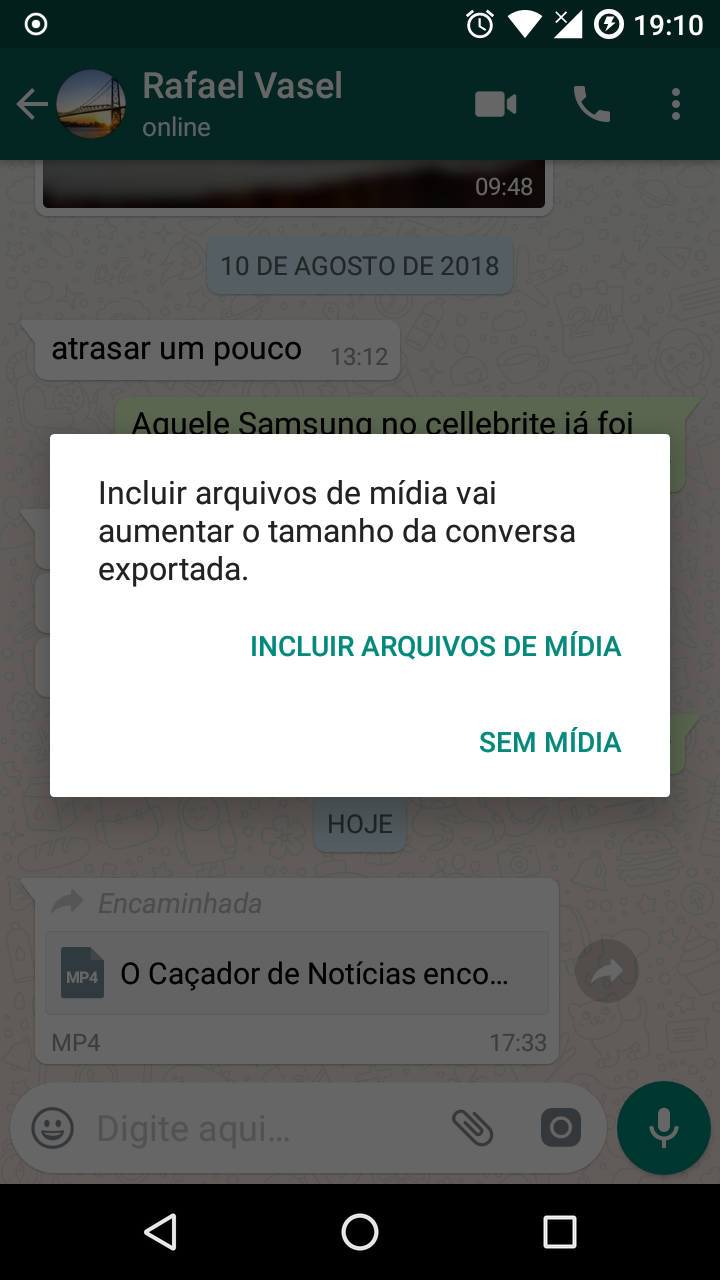 19:10
Rafael Vasel
online
09:48
10 DE AGOSTO DE 2018
atrasar um pouco 13:12
Aquele Samsung no cellebrite já foi
Incluir arquivos de mídia vai
aumentar o tamanho da conversa
exportada.
INCLUIR ARQUIVOS DE MÍDIA
SEM MÍDIA
HOJE
Encaminhada
MP4 O Caçador de Notícias enco...
MP4 17:33
Digite aqui...